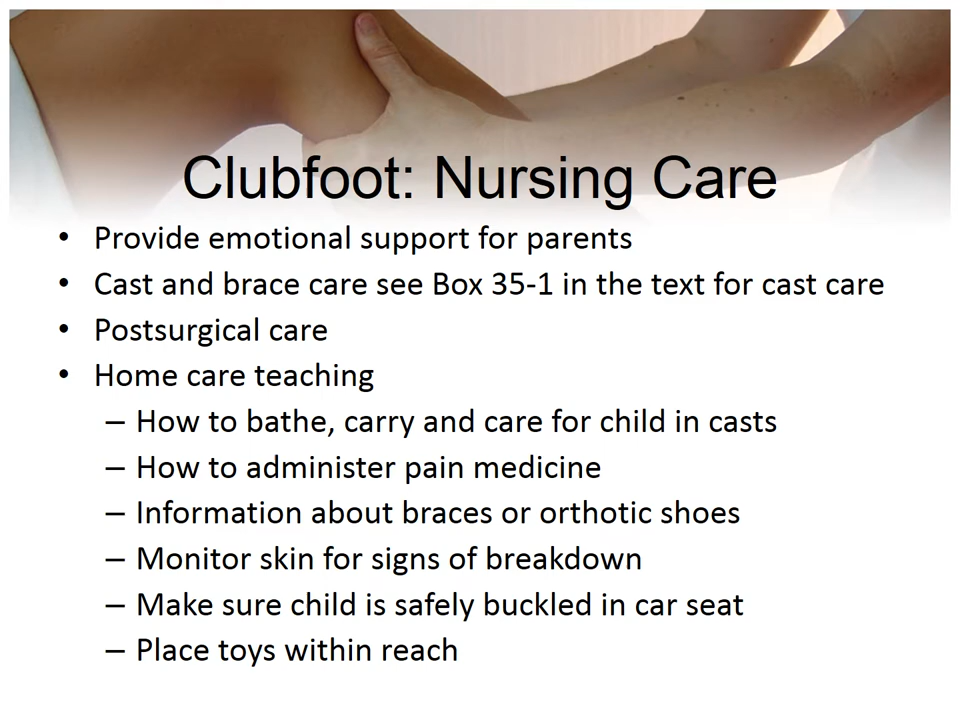 Clubfoot: Nursing Care
• Provide emotional support for parents
• Cast and brace care see Box 35-1 in the text for cast care
• Postsurgical care
• Home care teaching
– How to bathe, carry and care for child in casts
– How to administer pain medicine
– Information about braces or orthotic shoes
– Monitor skin for signs of breakdown
– Make sure child is safely buckled in car seat
– Place toys within reach